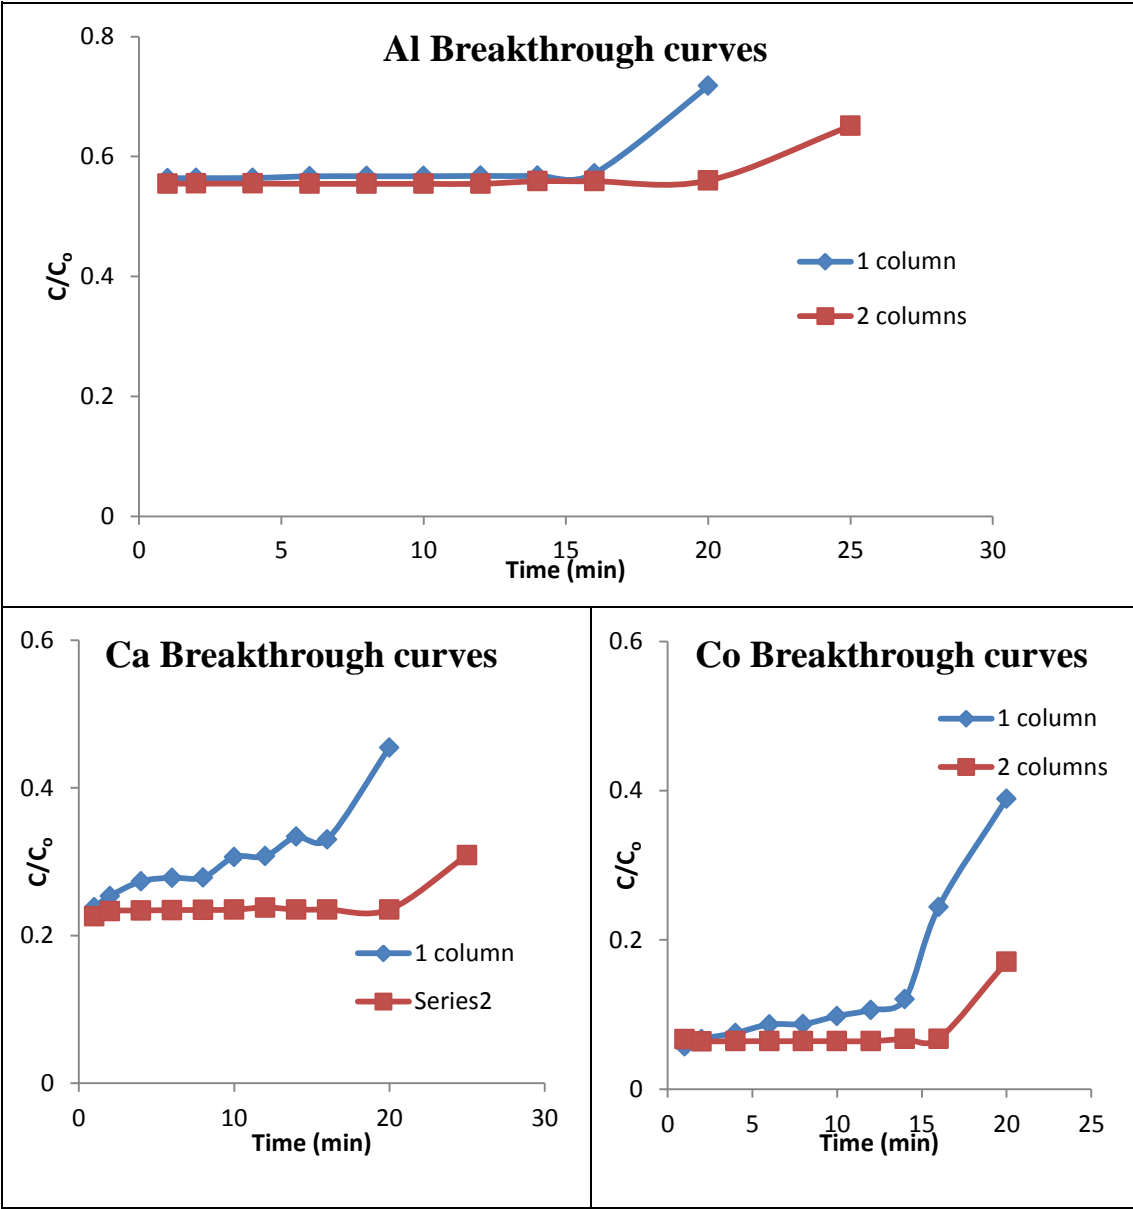 Al Breakthrough curves
0.8
0.6
0.4
0.2
0
C/Co
0 5 10 15 20 25 30
Time (min)
1 column
2 columns
Ca Breakthrough curves
0.6
0.4
0.2
0
C/Co
0 10 20 30
Time (min)
1 column
Series2
Co Breakthrough curves
0.6
0.4
0.2
0
C/Co
0 5 10 15 20 25
Time (min)
1 column
2 columns